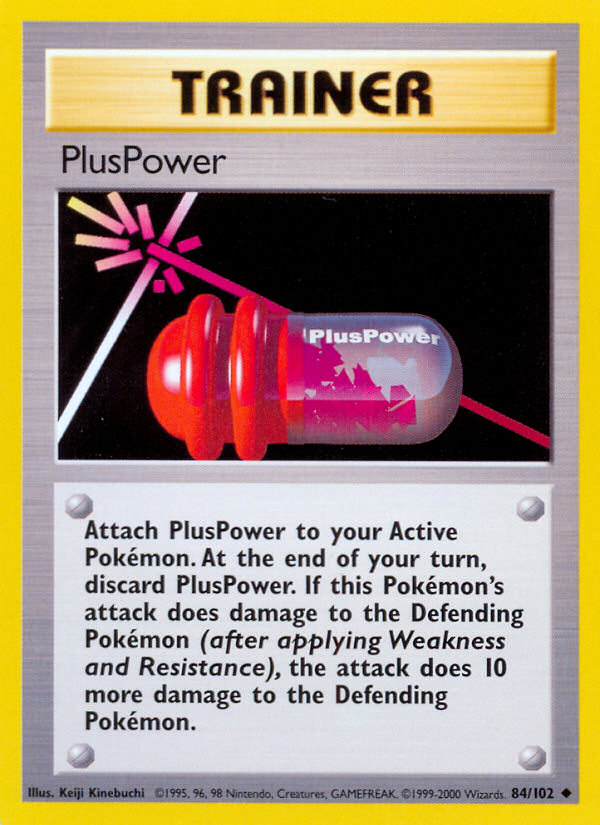 TRAINER
PlusPower
PlusPower
Attach PlusPower to your Active
Pokémon. At the end of your turn,
discard PlusPower. If this Pokémon's
attack does damage to the Defending
Pokémon (after applying Weakness
and Resistance), the attack does 10
more damage to the Defending
Pokémon.
Illus. Keiji Kinebuchi ©1995, 96, 98 Nintendo, Creatures, GAMEFREAK. ©1999-2000 Wizards. 84/102 ◆